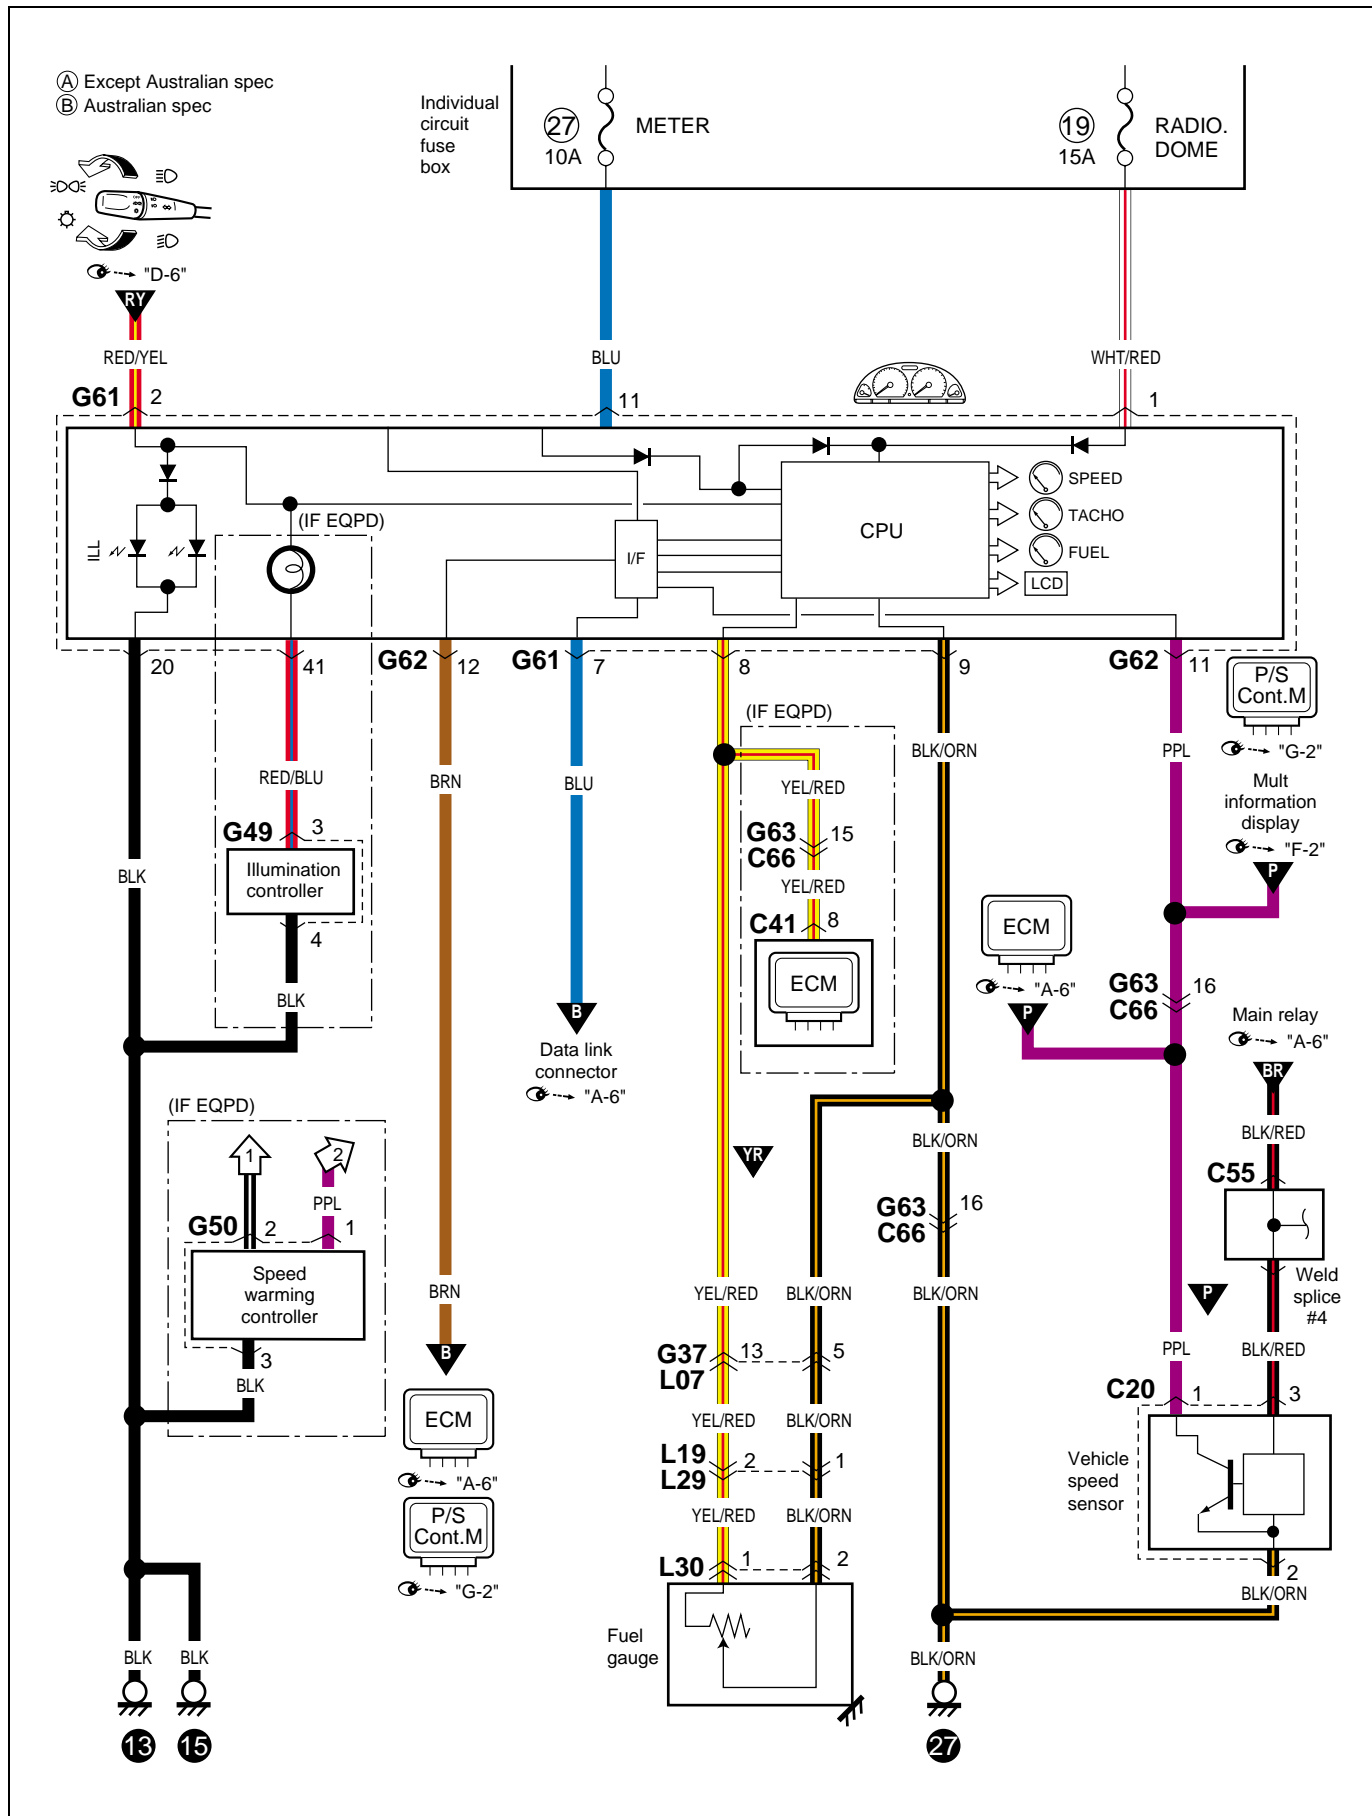 A Except Australian spec
B Australian spec
Individual
circuit
fuse
box
27
10A
METER
19
15A
RADIO.
DOME
OFF
"D-6"
RY
RED/YEL
BLU
WHT/RED
G61 2
11
1
(IF EQPD)
ILL
I/F
CPU
SPEED
TACHO
FUEL
LCD
20
41
G62 12
G61 7
8
9
G62 11
P/S
Cont.M
"G-2"
(IF EQPD)
BLK/ORN
PPL
RED/BLU
BRN
BLU
YEL/RED
Mult
information
display
"F-2"
P
G49 3
G63 15
C66
Illumination
controller
BLK
YEL/RED
C41 8
4
ECM
ECM
"A-6"
P
G63 16
C66
BLK
B
Main relay
"A-6"
BR
Data link
connector
"A-6"
(IF EQPD)
1
2
PPL
YR
BLK/ORN
BLK/RED
C55
G50 2
1
G63 16
C66
Speed
warming
controller
BRN
YEL/RED
BLK/ORN
BLK/ORN
P
Weld
splice
#4
3
BLK
B
G37 13
L07
5
PPL
BLK/RED
C20 1
3
ECM
"A-6"
YEL/RED
BLK/ORN
L19 2
L29
1
Vehicle
speed
sensor
P/S
Cont.M
"G-2"
YEL/RED
BLK/ORN
L30 1
2
2
BLK/ORN
Fuel
gauge
BLK
BLK
BLK/ORN
13
15
27